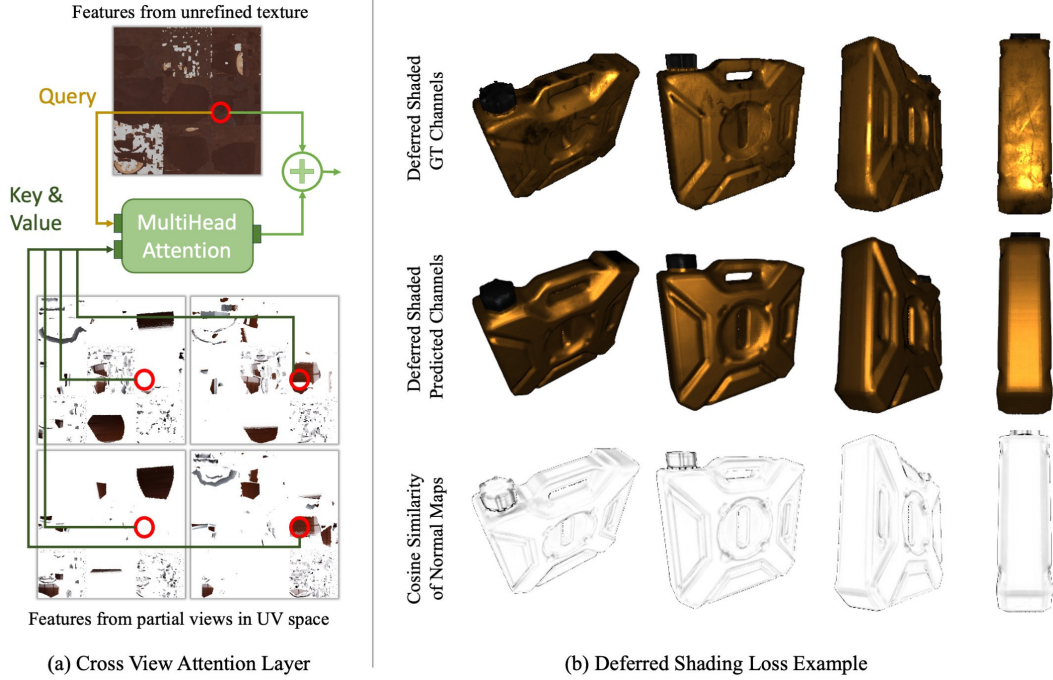 Features from unrefined texture
Query
Key &
Value
MultiHead
Attention
Features from partial views in UV space
(a) Cross View Attention Layer
Deferred Shaded
GT Channels
Deferred Shaded
Predicted Channels
Cosine Similarity
of Normal Maps
(b) Deferred Shading Loss Example